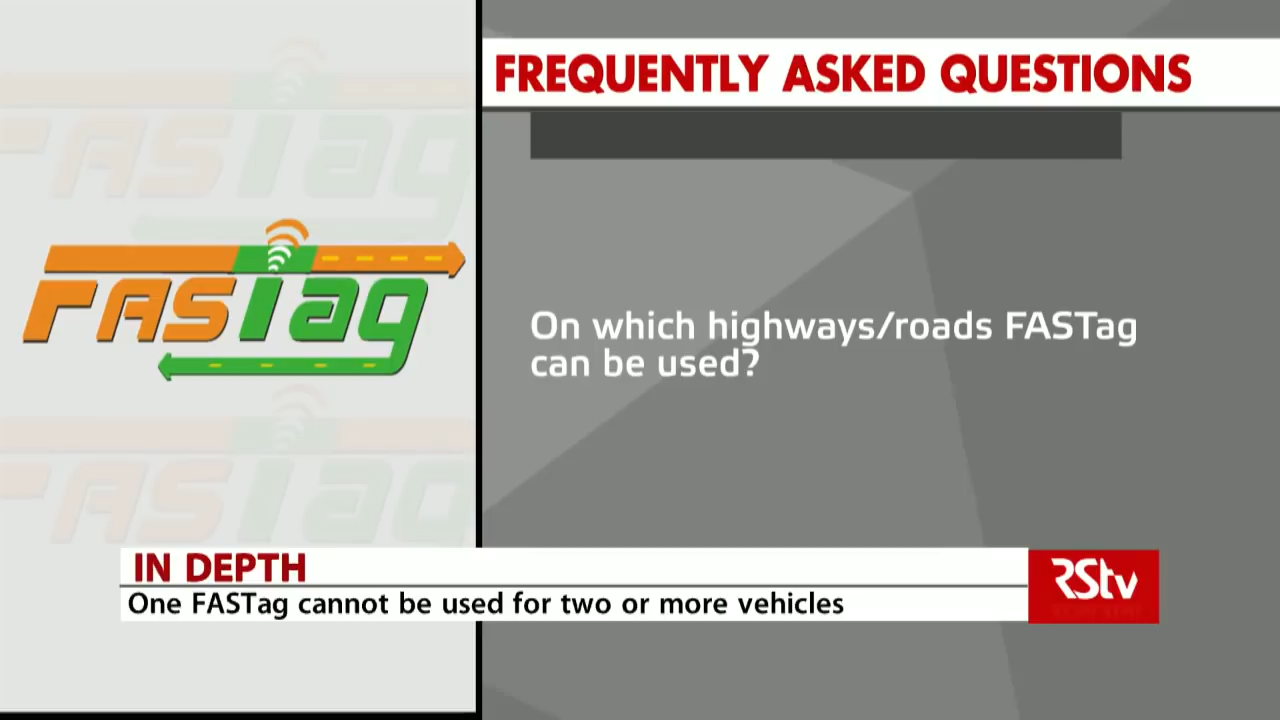 FREQUENTLY ASKED QUESTIONS
FASTag
On which highways/roads FASTag
can be used?
IN DEPTH
One FASTag cannot be used for two or more vehicles
RStv